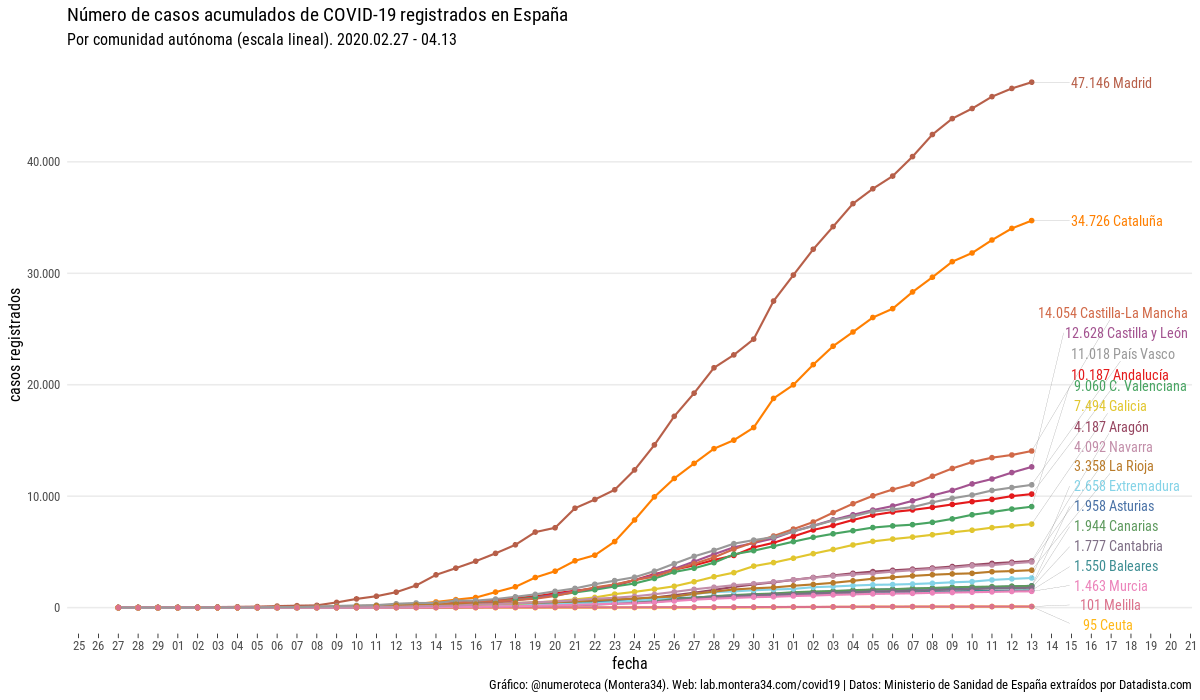 Número de casos acumulados de COVID-19 registrados en España
Por comunidad autónoma (escala lineal). 2020.02.27 - 04.13
47.146 Madrid
40.000
34.726 Cataluña
30.000
casos registrados
14.054 Castilla-La Mancha
12.628 Castilla y León
11.018 País Vasco
10.187 Andalucía
20.000
9.060 C. Valenciana
7.494 Galicia
4.187 Aragón
4.092 Navarra
3.358 La Rioja
2.658 Extremadura
10.000
1.958 Asturias
1.944 Canarias
1.777 Cantabria
1.550 Baleares
1.463 Murcia
101 Melilla
0
95 Ceuta
25 26 27 28 29 01 02 03 04 05 06 07 08 09 10 11 12 13 14 15 16 17 18 19 20 21 22 23 24 25 26 27 28 29 30 31 01 02 03 04 05 06 07 08 09 10 11 12 13 14 15 16 17 18 19 20 21
fecha
Gráfico: @numeroteca (Montera34). Web: lab.montera34.com/covid19 | Datos: Ministerio de Sanidad de España extraídos por Datadista.com